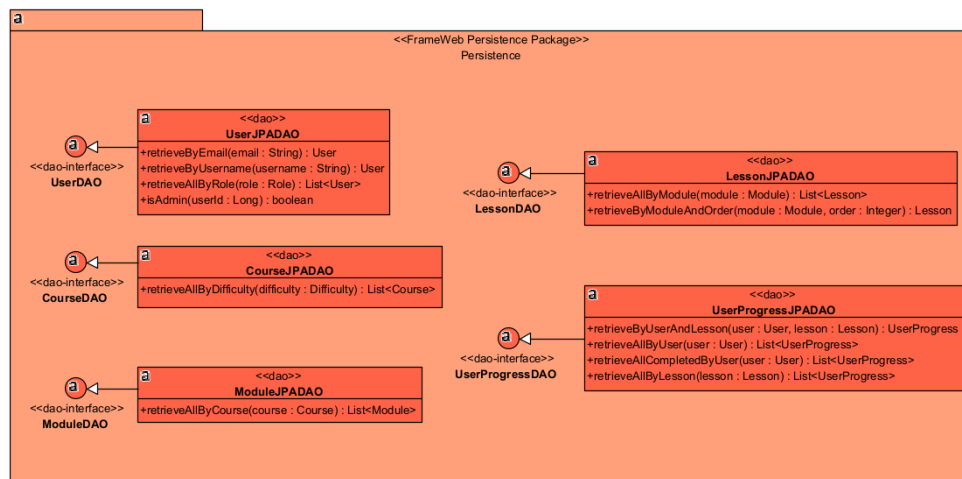 a
<<FrameWeb Persistence Package>>
Persistence
a
<<dao>>
UserJPADAO
+retrieveByEmail(email : String) : User
+retrieveByUsername(username : String) : User
+retrieveAllByRole(role : Role) : List<User>
+isAdmin(userId : Long) : boolean
a
<<dao-interface>>
UserDAO
a
<<dao>>
LessonJPADAO
+retrieveAllByModule(module : Module) : List<Lesson>
+retrieveByModuleAndOrder(module : Module, order : Integer) : Lesson
a
<<dao-interface>>
LessonDAO
a
<<dao>>
CourseJPADAO
+retrieveAllByDifficulty(difficulty : Difficulty) : List<Course>
a
<<dao-interface>>
CourseDAO
a
<<dao>>
UserProgressJPADAO
+retrieveByUserAndLesson(user : User, lesson : Lesson) : UserProgress
+retrieveAllByUser(user : User) : List<UserProgress>
+retrieveAllCompletedByUser(user : User) : List<UserProgress>
+retrieveAllByLesson(lesson : Lesson) : List<UserProgress>
a
<<dao-interface>>
UserProgressDAO
a
<<dao>>
ModuleJPADAO
+retrieveAllByCourse(course : Course) : List<Module>
a
<<dao-interface>>
ModuleDAO